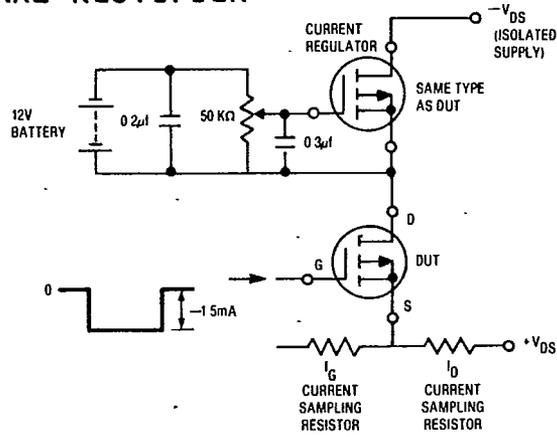 CURRENT
REGULATOR
−VDS
(ISOLATED
SUPPLY)
SAME TYPE
AS DUT
12V
BATTERY
0 2µf
50 KΩ
0 3µf
D
G
DUT
S
0
−1 5mA
+VDS
IG
CURRENT
SAMPLING
RESISTOR
ID
CURRENT
SAMPLING
RESISTOR